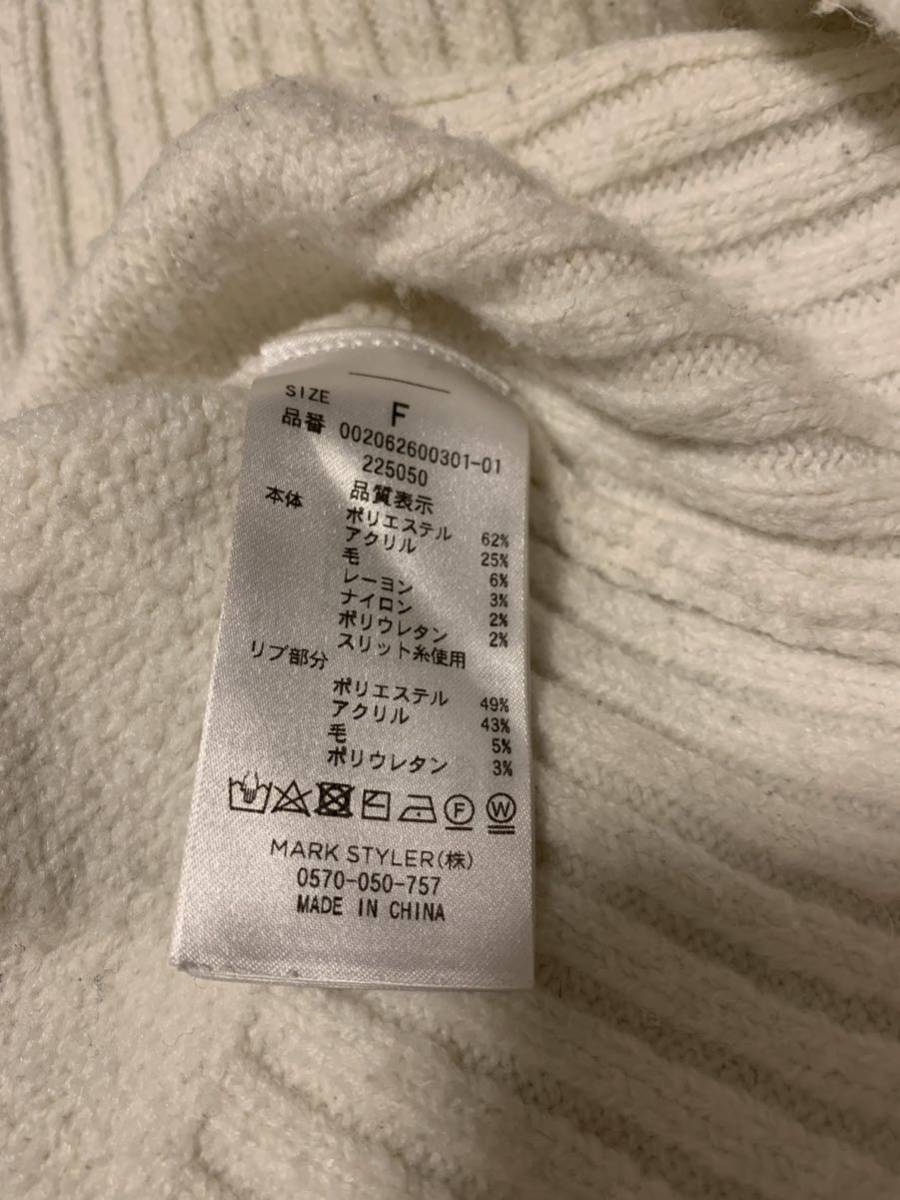 SIZE F
品番 002062600301-01
225050
品質表示
本体
ポリエステル 62%
アクリル 25%
毛 6%
レーヨン 3%
ナイロン 2%
ポリウレタン 2%
スリット糸使用
リブ部分
ポリエステル 49%
アクリル 43%
毛 5%
ポリウレタン 3%
F W
MARK STYLER(株)
0570-050-757
MADE IN CHINA